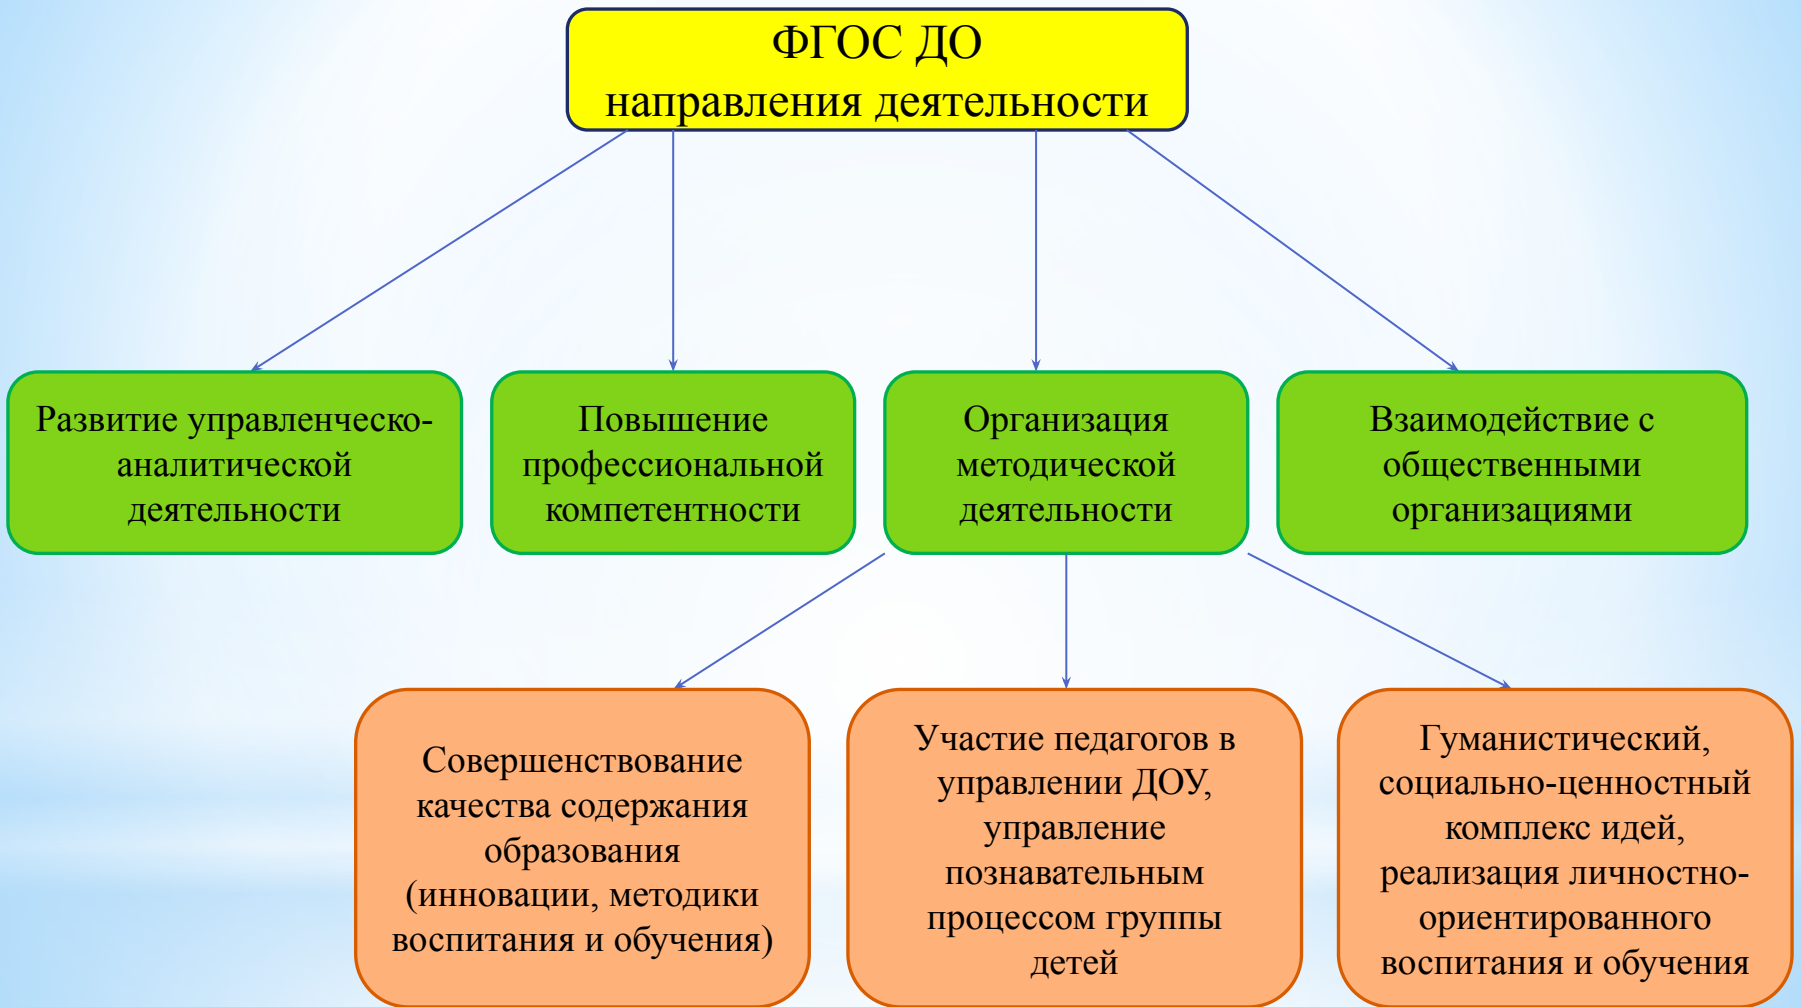 ФГОС ДО
направления деятельности
Развитие управленческо-
аналитической
деятельности
Повышение
профессиональной
компетентности
Организация
методической
деятельности
Взаимодействие с
общественными
организациями
Совершенствование
качества содержания
образования
(инновации, методики
воспитания и обучения)
Участие педагогов в
управлении ДОУ,
управление
познавательным
процессом группы
детей
Гуманистический,
социально-ценностный
комплекс идей,
реализация личностно-
ориентированного
воспитания и обучения